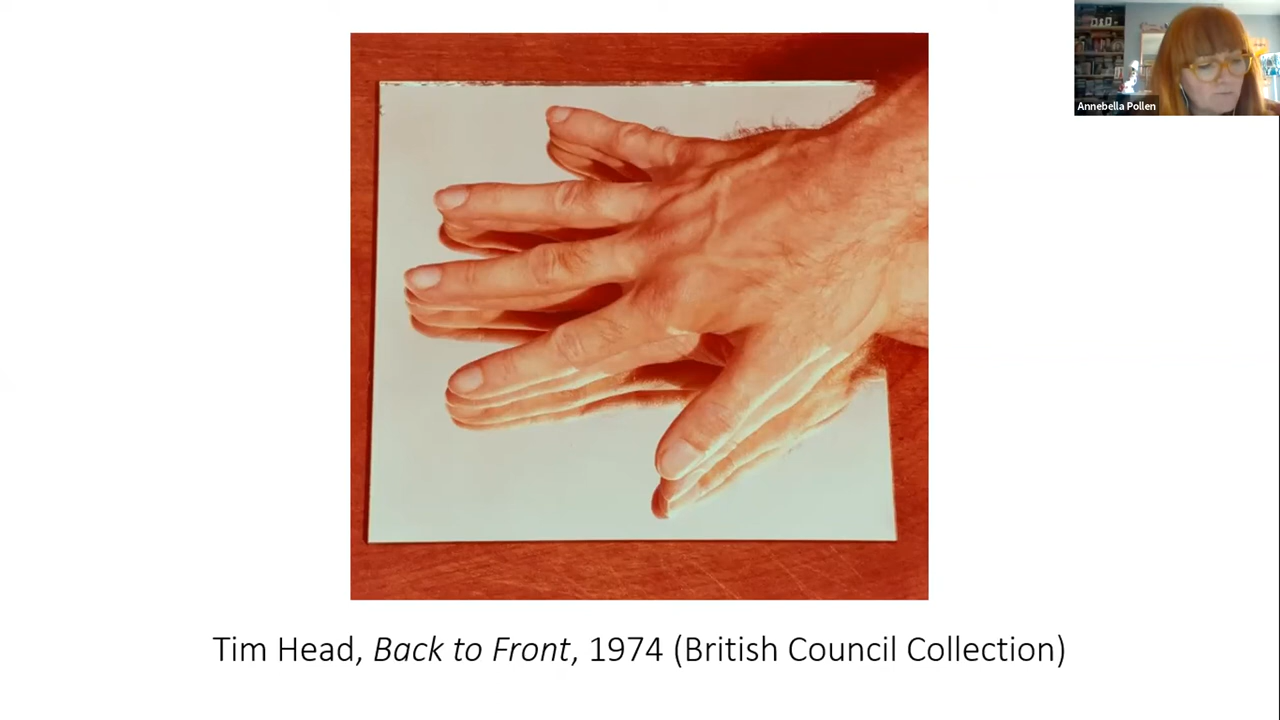 Annebella Pollen
Tim Head, Back to Front, 1974 (British Council Collection)